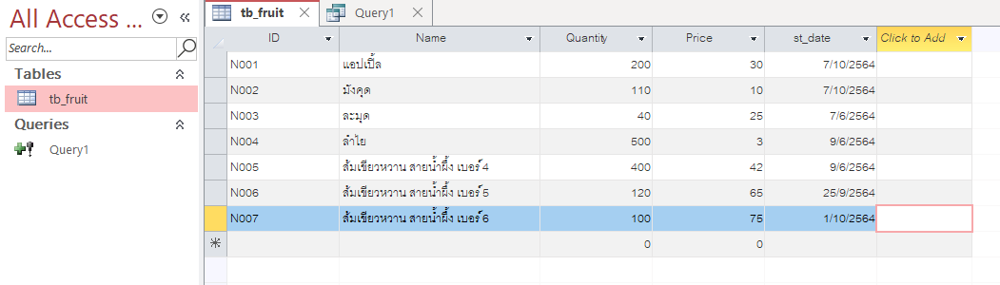 All Access ...
Search...
Tables
tb_fruit
Queries
Query1
tb_fruit Query1
ID Name Quantity Price st_date Click to Add
N001 แอปเปิ้ล 200 30 7/10/2564
N002 มังคุด 110 10 7/10/2564
N003 ละมุด 40 25 7/6/2564
N004 ลำไย 500 3 9/6/2564
N005 ส้มเขียวหวาน สายน้ำผึ้ง เบอร์ 4 400 42 9/6/2564
N006 ส้มเขียวหวาน สายน้ำผึ้ง เบอร์ 5 120 65 25/9/2564
N007 ส้มเขียวหวาน สายน้ำผึ้ง เบอร์ 6 100 75 1/10/2564
0 0